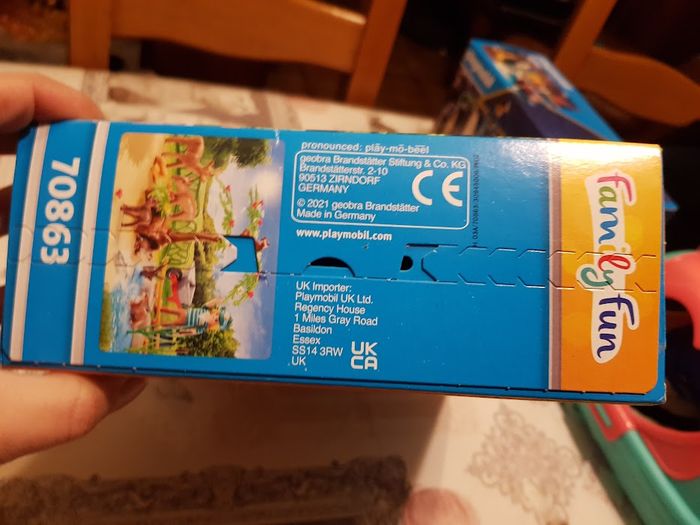 70863
pronounced: plāy-mō-bēēl
geobra Brandstätter Stiftung & Co. KG
Brandstätterstr. 2-10
90513 ZIRNDORF
GERMANY
CE
© 2021 geobra Brandstätter
Made in Germany
www.playmobil.com
UK Importer:
Playmobil UK Ltd.
Regency House
1 Miles Gray Road
Basildon
Essex
SS14 3RW
UK
UK
CA
family fun